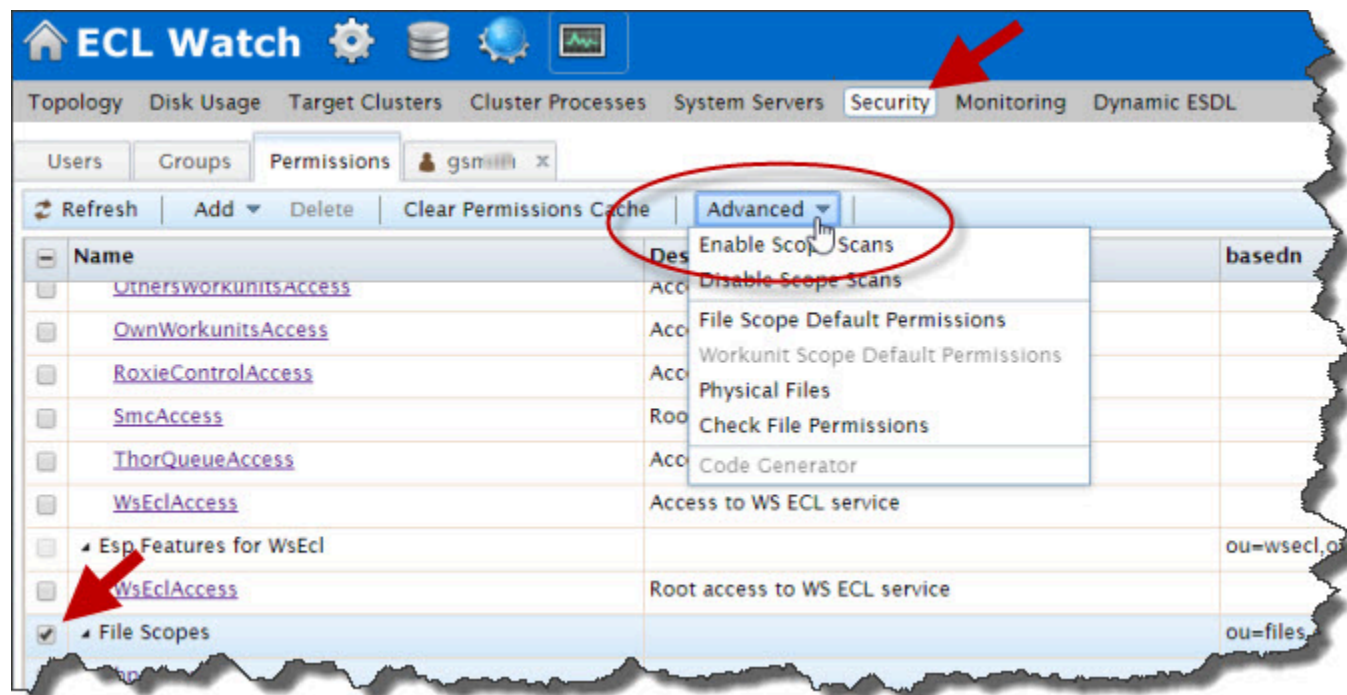 ECL Watch
Topology Disk Usage Target Clusters Cluster Processes System Servers Security Monitoring Dynamic ESDL
Users Groups Permissions x
Refresh Add Delete Clear Permissions Cache Advanced
Name basedn
Enable Scope Scans
Disable Scope Scans
File Scope Default Permissions
Workunit Scope Default Permissions
Physical Files
Check File Permissions
Code Generator
OthersWorkunitsAccess
OwnWorkunitsAccess
RoxieControlAccess
SmcAccess
ThorQueueAccess
WsEclAccess Access to WS ECL service
Esp Features for WsEcl
WsEclAccess Root access to WS ECL service
File Scopes ou=files,